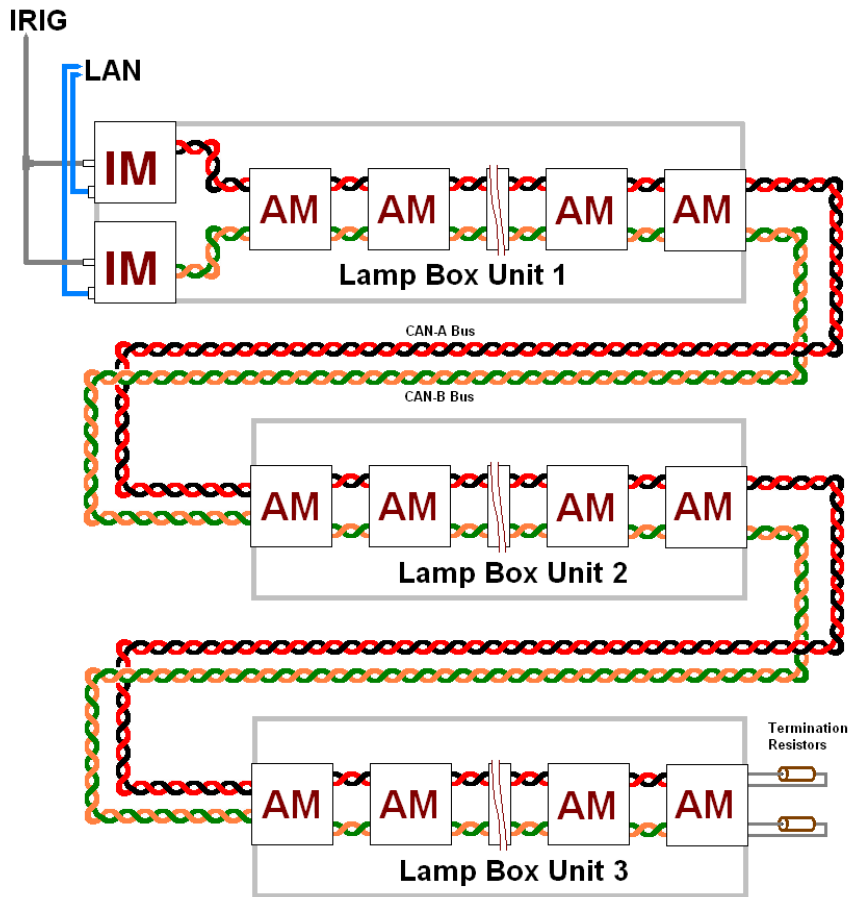 IRIG
LAN
IM
IM
AM
AM
AM
AM
Lamp Box Unit 1
CAN-A Bus
CAN-B Bus
AM
AM
AM
AM
Lamp Box Unit 2
Termination
Resistors
AM
AM
AM
AM
Lamp Box Unit 3